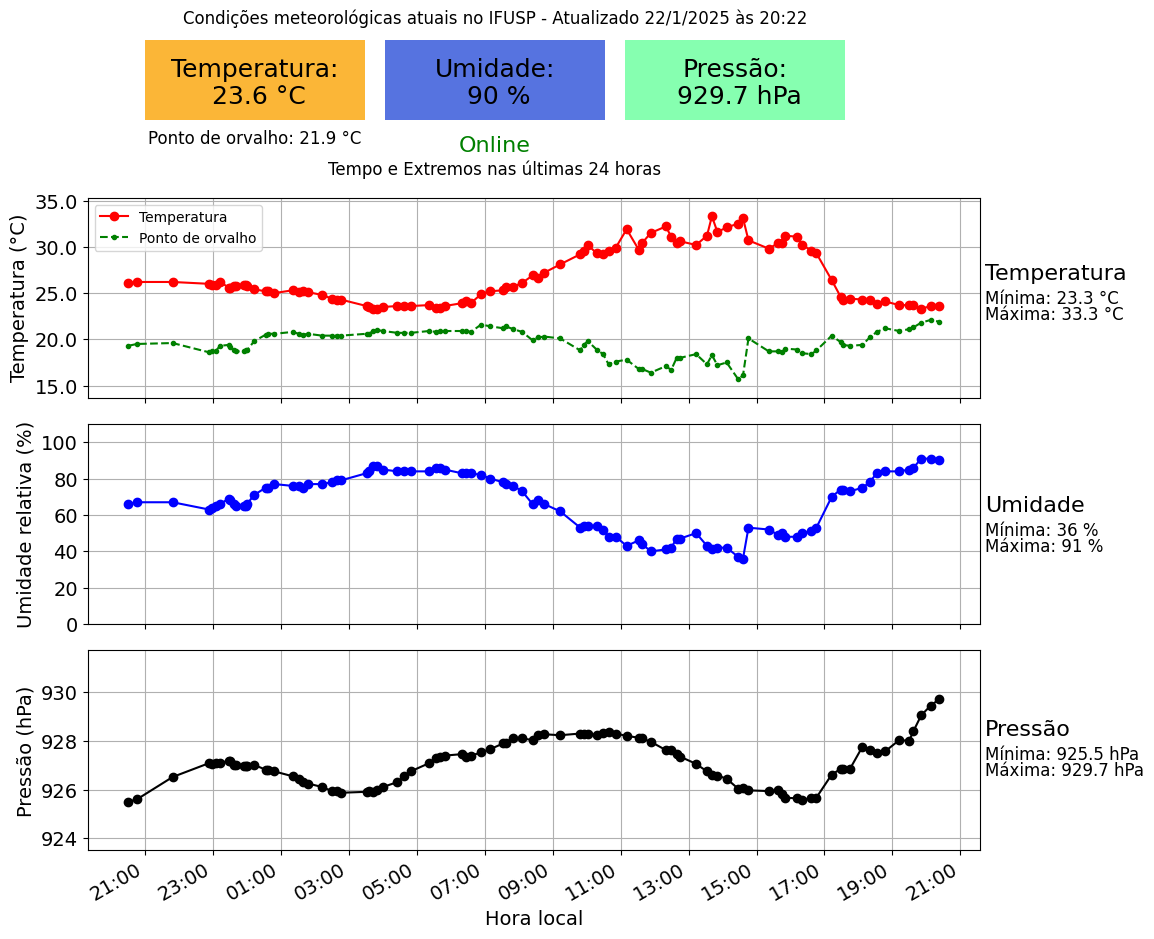 Condições meteorológicas atuais no IFUSP - Atualizado 22/1/2025 às 20:22
Temperatura:
23.6 °C
Umidade:
90 %
Pressão:
929.7 hPa
Ponto de orvalho: 21.9 °C
Online
Tempo e Extremos nas últimas 24 horas
Temperatura (°C)
35.0
30.0
25.0
20.0
15.0
Temperatura
Ponto de orvalho
Temperatura
Mínima: 23.3 °C
Máxima: 33.3 °C
Umidade relativa (%)
100
80
60
40
20
0
Umidade
Mínima: 36 %
Máxima: 91 %
Pressão (hPa)
930
928
926
924
Pressão
Mínima: 925.5 hPa
Máxima: 929.7 hPa
21:00 23:00 01:00 03:00 05:00 07:00 09:00 11:00 13:00 15:00 17:00 19:00 21:00
Hora local